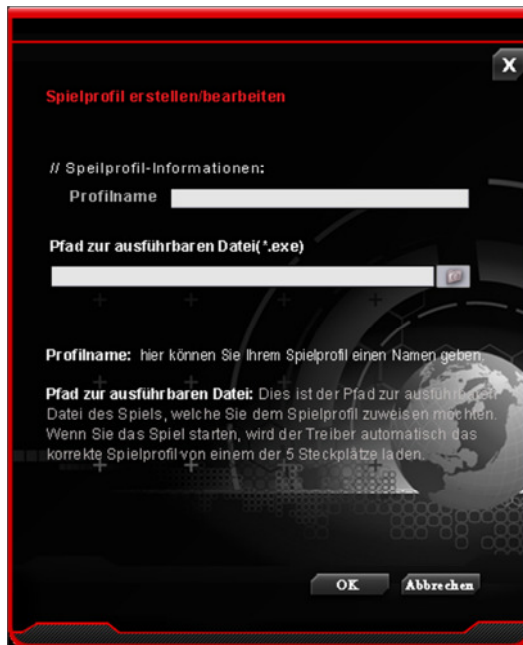 X
Spielprofil erstellen/bearbeiten
// Speilprofil-Informationen:
Profilname
Pfad zur ausführbaren Datei(*.exe)
Profilname: hier können Sie Ihrem Spielprofil einen Namen geben.
Pfad zur ausführbaren Datei: Dies ist der Pfad zur ausführbaren
Datei des Spiels, welche Sie dem Spielprofil zuweisen möchten.
Wenn Sie das Spiel starten, wird der Treiber automatisch das
korrekte Spielprofil von einem der 5 Steckplätze laden.
OK Abbrechen